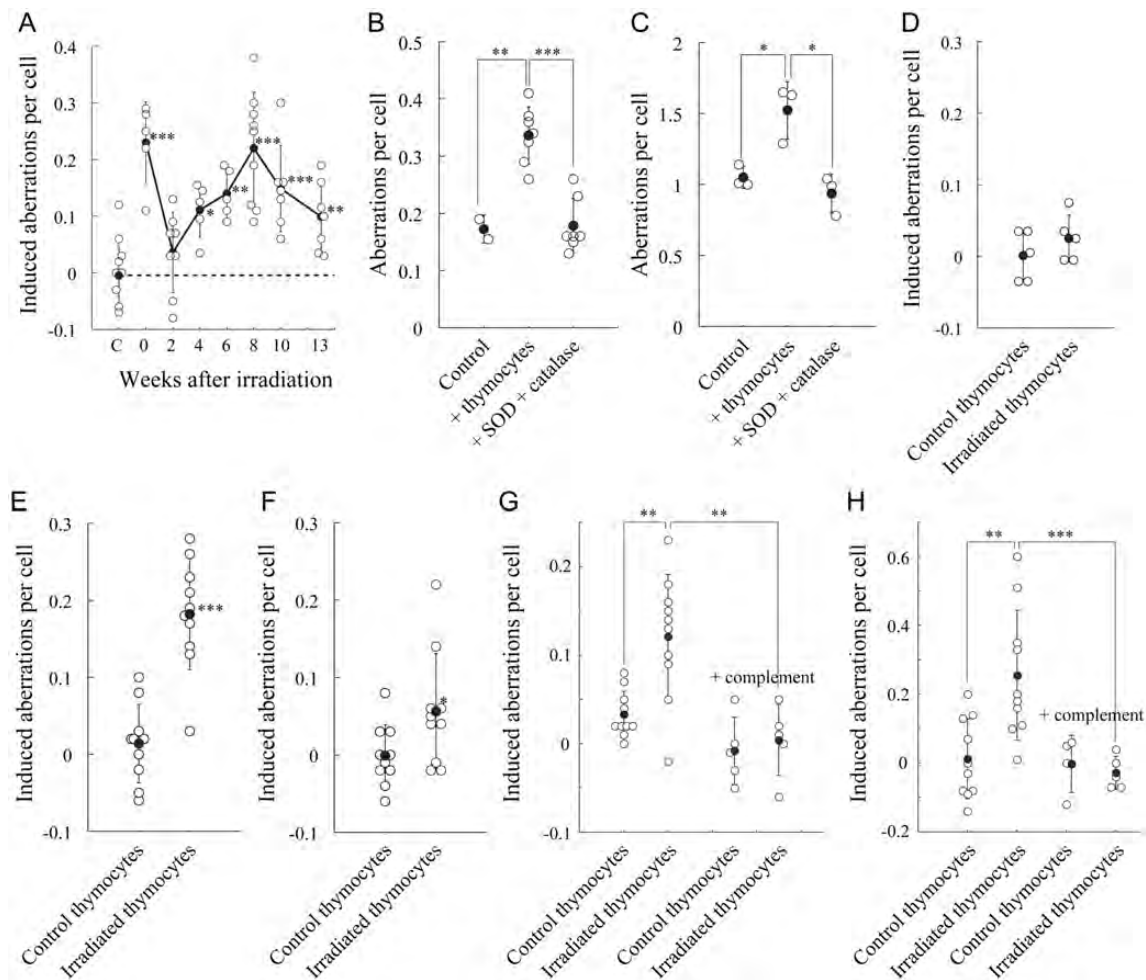 A
Induced aberrations per cell
0.4
0.3
0.2
0.1
0
-0.1
***
*
**
***
***
**
C 0 2 4 6 8 10 13
Weeks after irradiation
B
Aberrations per cell
0.5
0.4
0.3
0.2
0.1
0
** ***
Control
+ thymocytes
+ SOD + catalase
C
Aberrations per cell
2
1.5
1
0.5
0
* *
Control
+ thymocytes
+ SOD + catalase
D
Induced aberrations per cell
0.3
0.2
0.1
0
-0.1
Control thymocytes
Irradiated thymocytes
E
Induced aberrations per cell
0.3
0.2
0.1
0
-0.1
***
Control thymocytes
Irradiated thymocytes
F
Induced aberrations per cell
0.3
0.2
0.1
0
-0.1
*
Control thymocytes
Irradiated thymocytes
G
Induced aberrations per cell
0.2
0.1
0
-0.1
** **
+ complement
Control thymocytes
Irradiated thymocytes
Control thymocytes
Irradiated thymocytes
H
Induced aberrations per cell
0.6
0.4
0.2
0
-0.2
** ***
+ complement
Control thymocytes
Irradiated thymocytes
Control thymocytes
Irradiated thymocytes